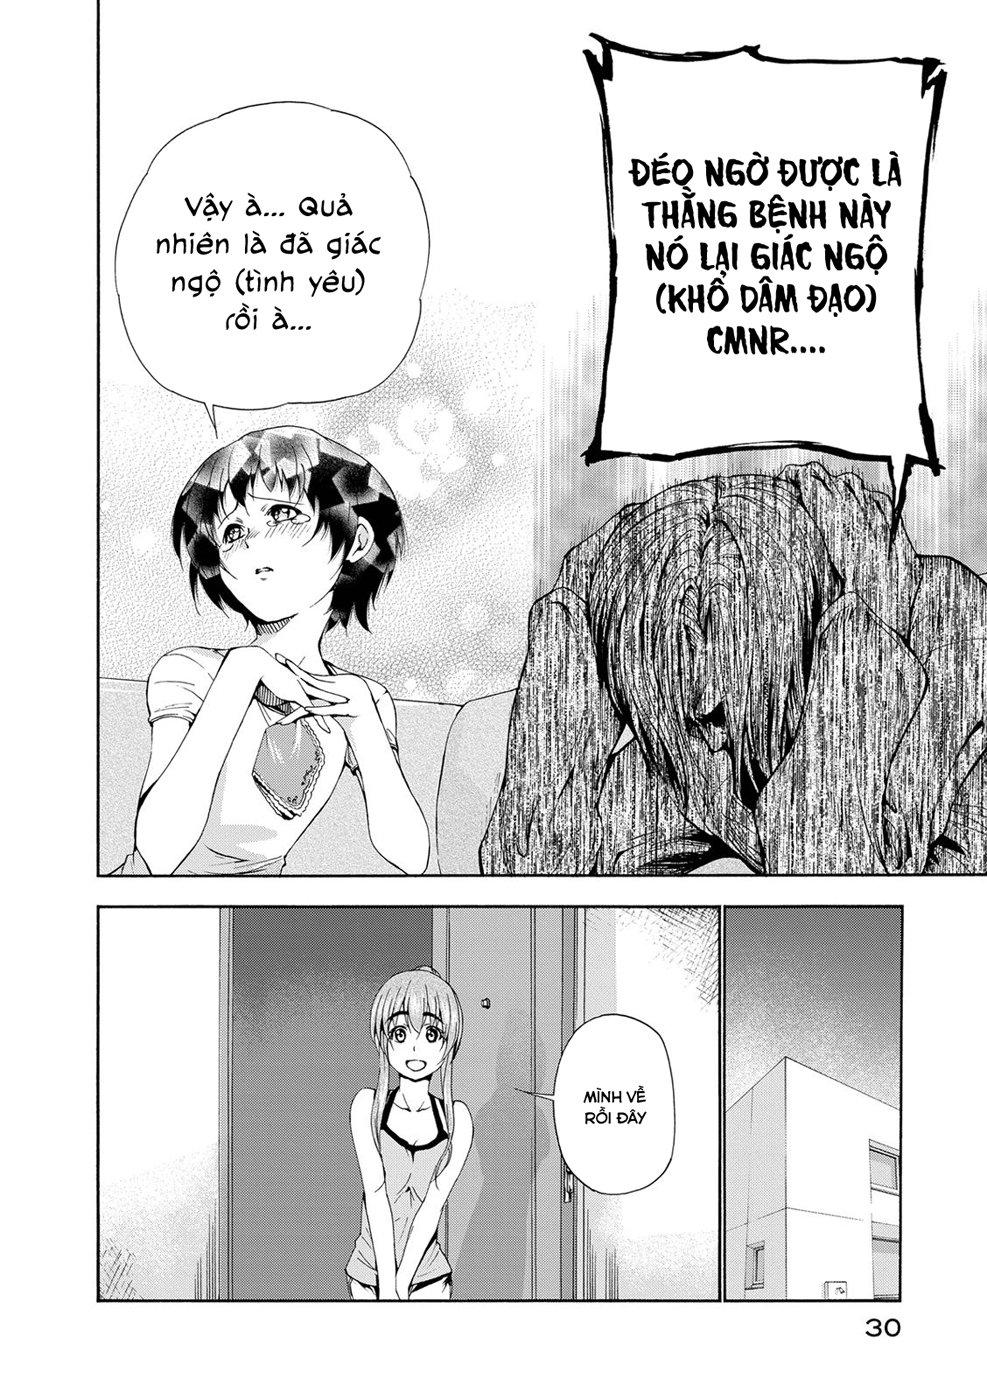 ĐÉO NGỜ ĐƯỢC LÀ
THẰNG BỆNH NÀY
NÓ LẠI GIÁC NGỘ
(KHỔ DÂM ĐẠO)
CMNR....
Vậy à... Quả
nhiên là đã giác
ngộ (tình yêu)
rồi à...
MÌNH VỀ
RỒI ĐÂY
30